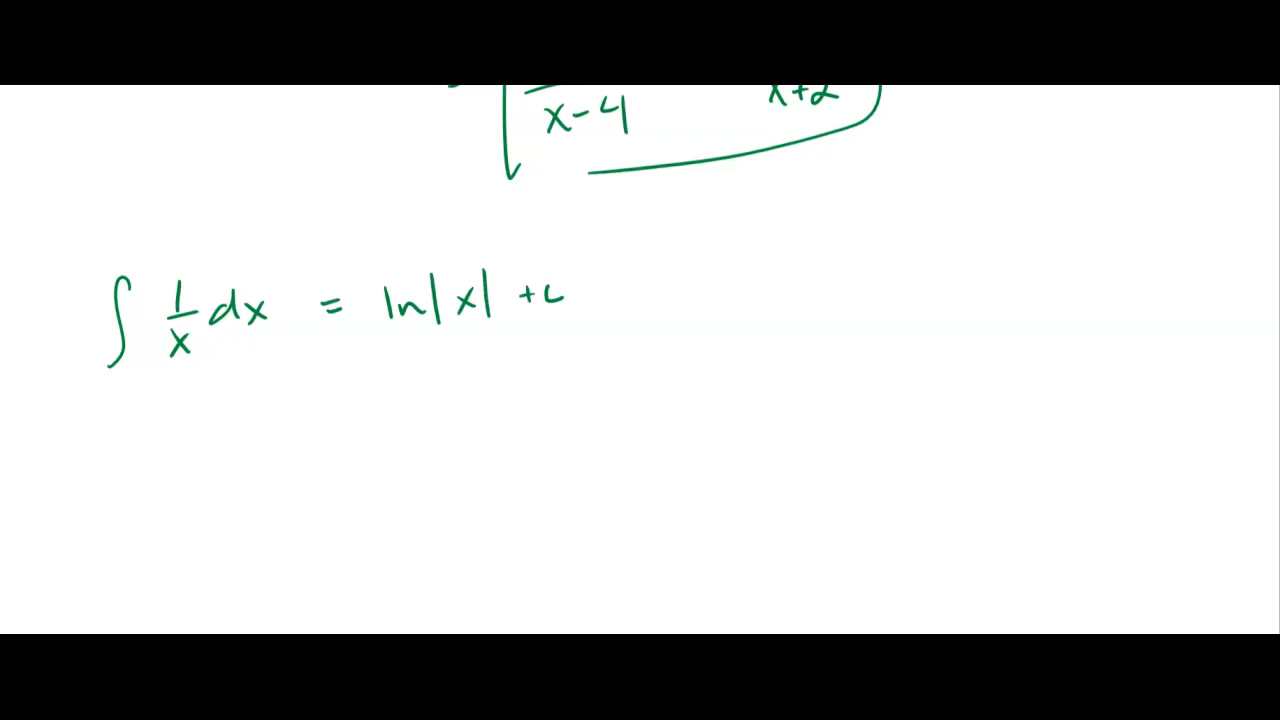 = x-4 x+2
∫ 1/x dx = ln|x| +c